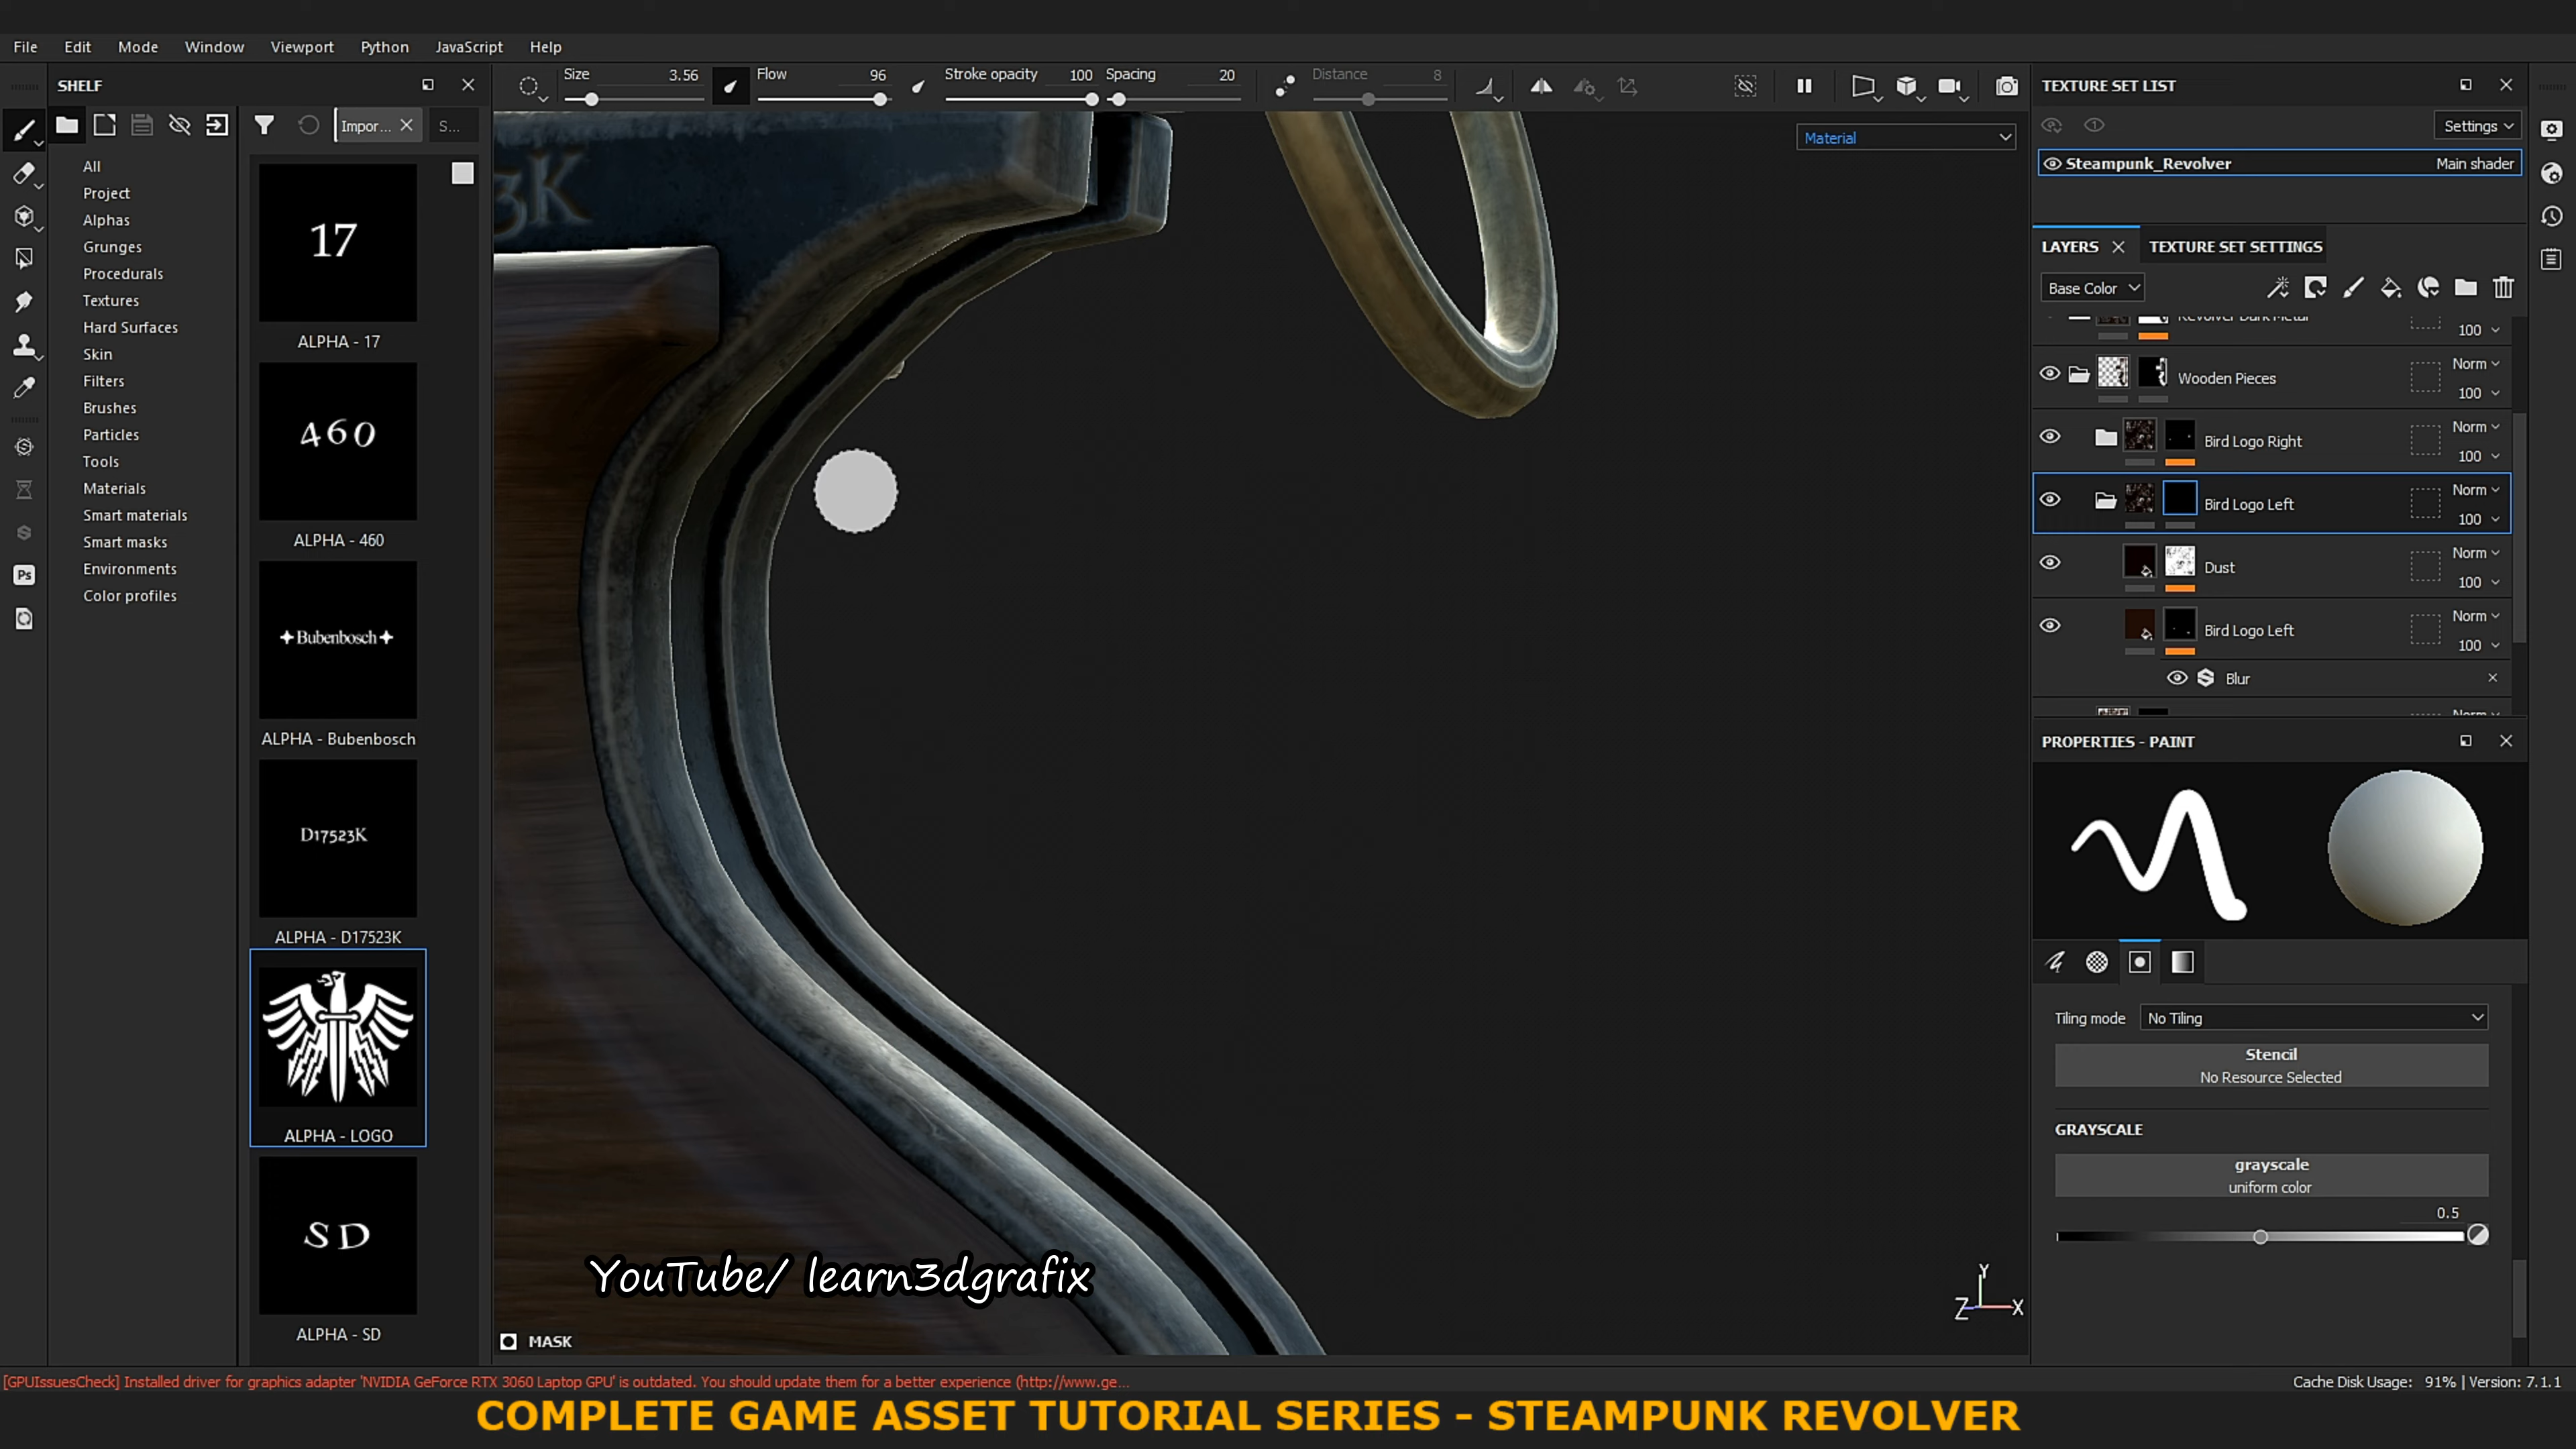 File Edit Mode Window Viewport Python JavaScript Help
SHELF
Size 3.56 Flow 96 Stroke opacity 100 Spacing 20 Distance 8
TEXTURE SET LIST
Impor... S...
Material
Settings
Steampunk_Revolver Main shader
All
Project
Alphas
Grunges
Procedurals
Textures
Hard Surfaces
Skin
Filters
Brushes
Particles
Tools
Materials
Smart materials
Smart masks
Environments
Color profiles
Ps
17
ALPHA - 17
460
ALPHA - 460
Bubenbosch
ALPHA - Bubenbosch
D17523K
ALPHA - D17523K
ALPHA - LOGO
SD
ALPHA - SD
3K
LAYERS TEXTURE SET SETTINGS
Base Color
Revolver Dark Metal 100
Wooden Pieces Norm 100
Bird Logo Right Norm 100
Bird Logo Left Norm 100
Dust Norm 100
Bird Logo Left Norm 100
Blur
Norm
PROPERTIES - PAINT
Tiling mode No Tiling
Stencil
No Resource Selected
GRAYSCALE
grayscale
uniform color
0.5
Y
Z X
YouTube/ learn3dgrafix
MASK
[GPUIssuesCheck] Installed driver for graphics adapter 'NVIDIA GeForce RTX 3060 Laptop GPU' is outdated. You should update them for a better experience (http://www.ge...
Cache Disk Usage: 91% | Version: 7.1.1
COMPLETE GAME ASSET TUTORIAL SERIES - STEAMPUNK REVOLVER